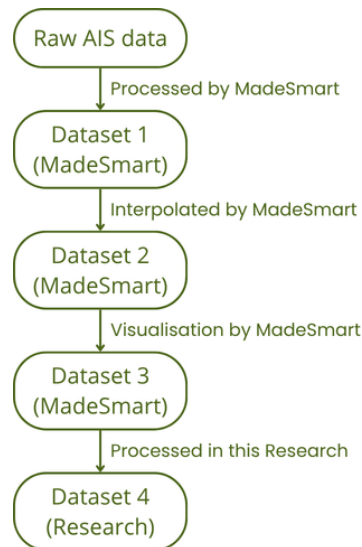 Raw AIS data
Processed by MadeSmart
Dataset 1
(MadeSmart)
Interpolated by MadeSmart
Dataset 2
(MadeSmart)
Visualisation by MadeSmart
Dataset 3
(MadeSmart)
Processed in this Research
Dataset 4
(Research)